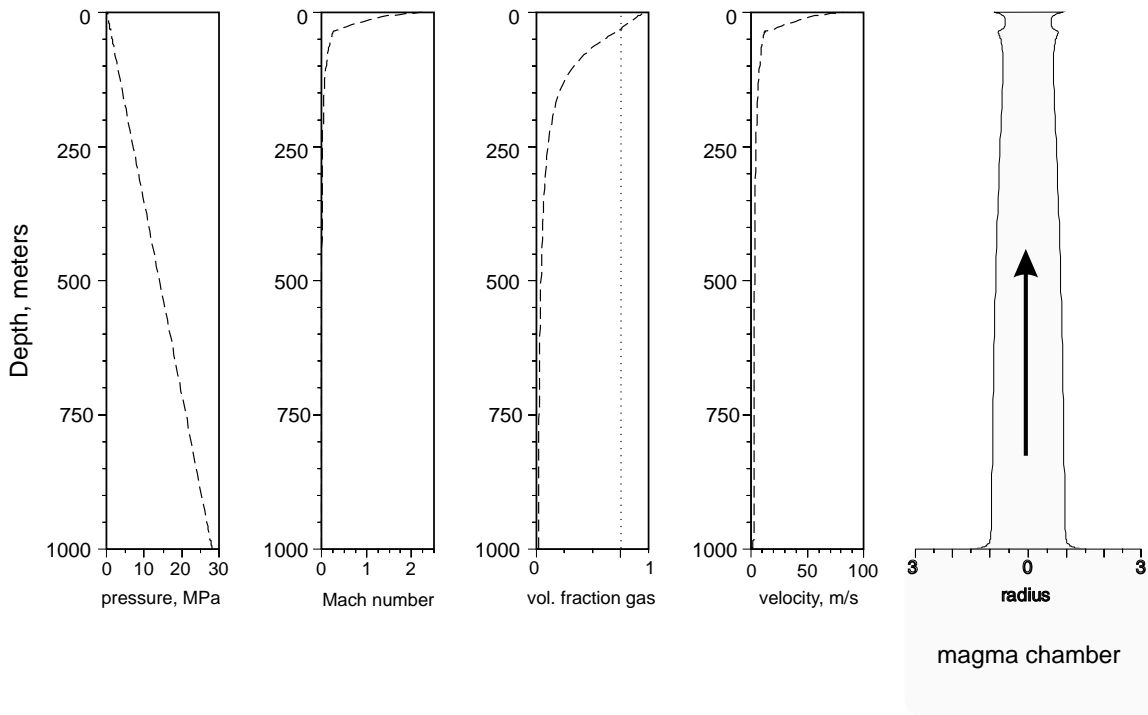 Depth, meters
0
250
500
750
1000
0 10 20 30
pressure, MPa
0
250
500
750
1000
0 1 2
Mach number
0
250
500
750
1000
0 1
vol. fraction gas
0
250
500
750
1000
0 50 100
velocity, m/s
3 0 3
radius
magma chamber